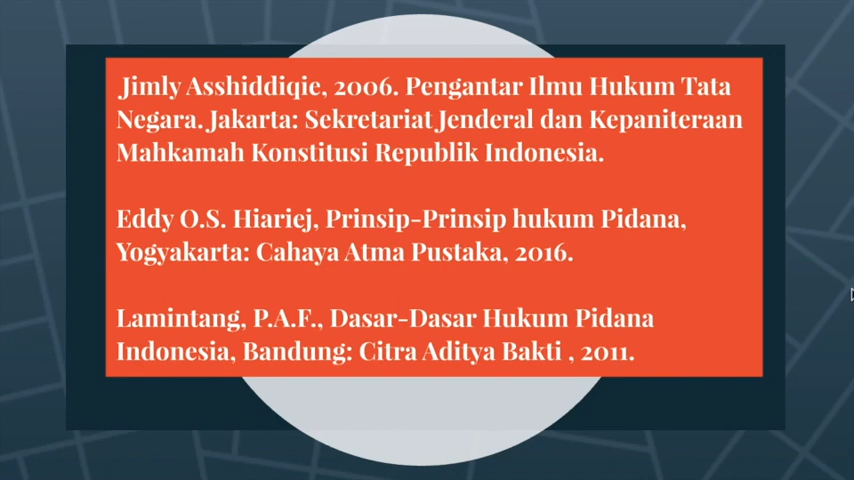 Jimly Asshiddiqie, 2006. Pengantar Ilmu Hukum Tata
Negara. Jakarta: Sekretariat Jenderal dan Kepaniteraan
Mahkamah Konstitusi Republik Indonesia.
Eddy O.S. Hiariej, Prinsip-Prinsip hukum Pidana,
Yogyakarta: Cahaya Atma Pustaka, 2016.
Lamintang, P.A.F., Dasar-Dasar Hukum Pidana
Indonesia, Bandung: Citra Aditya Bakti , 2011.